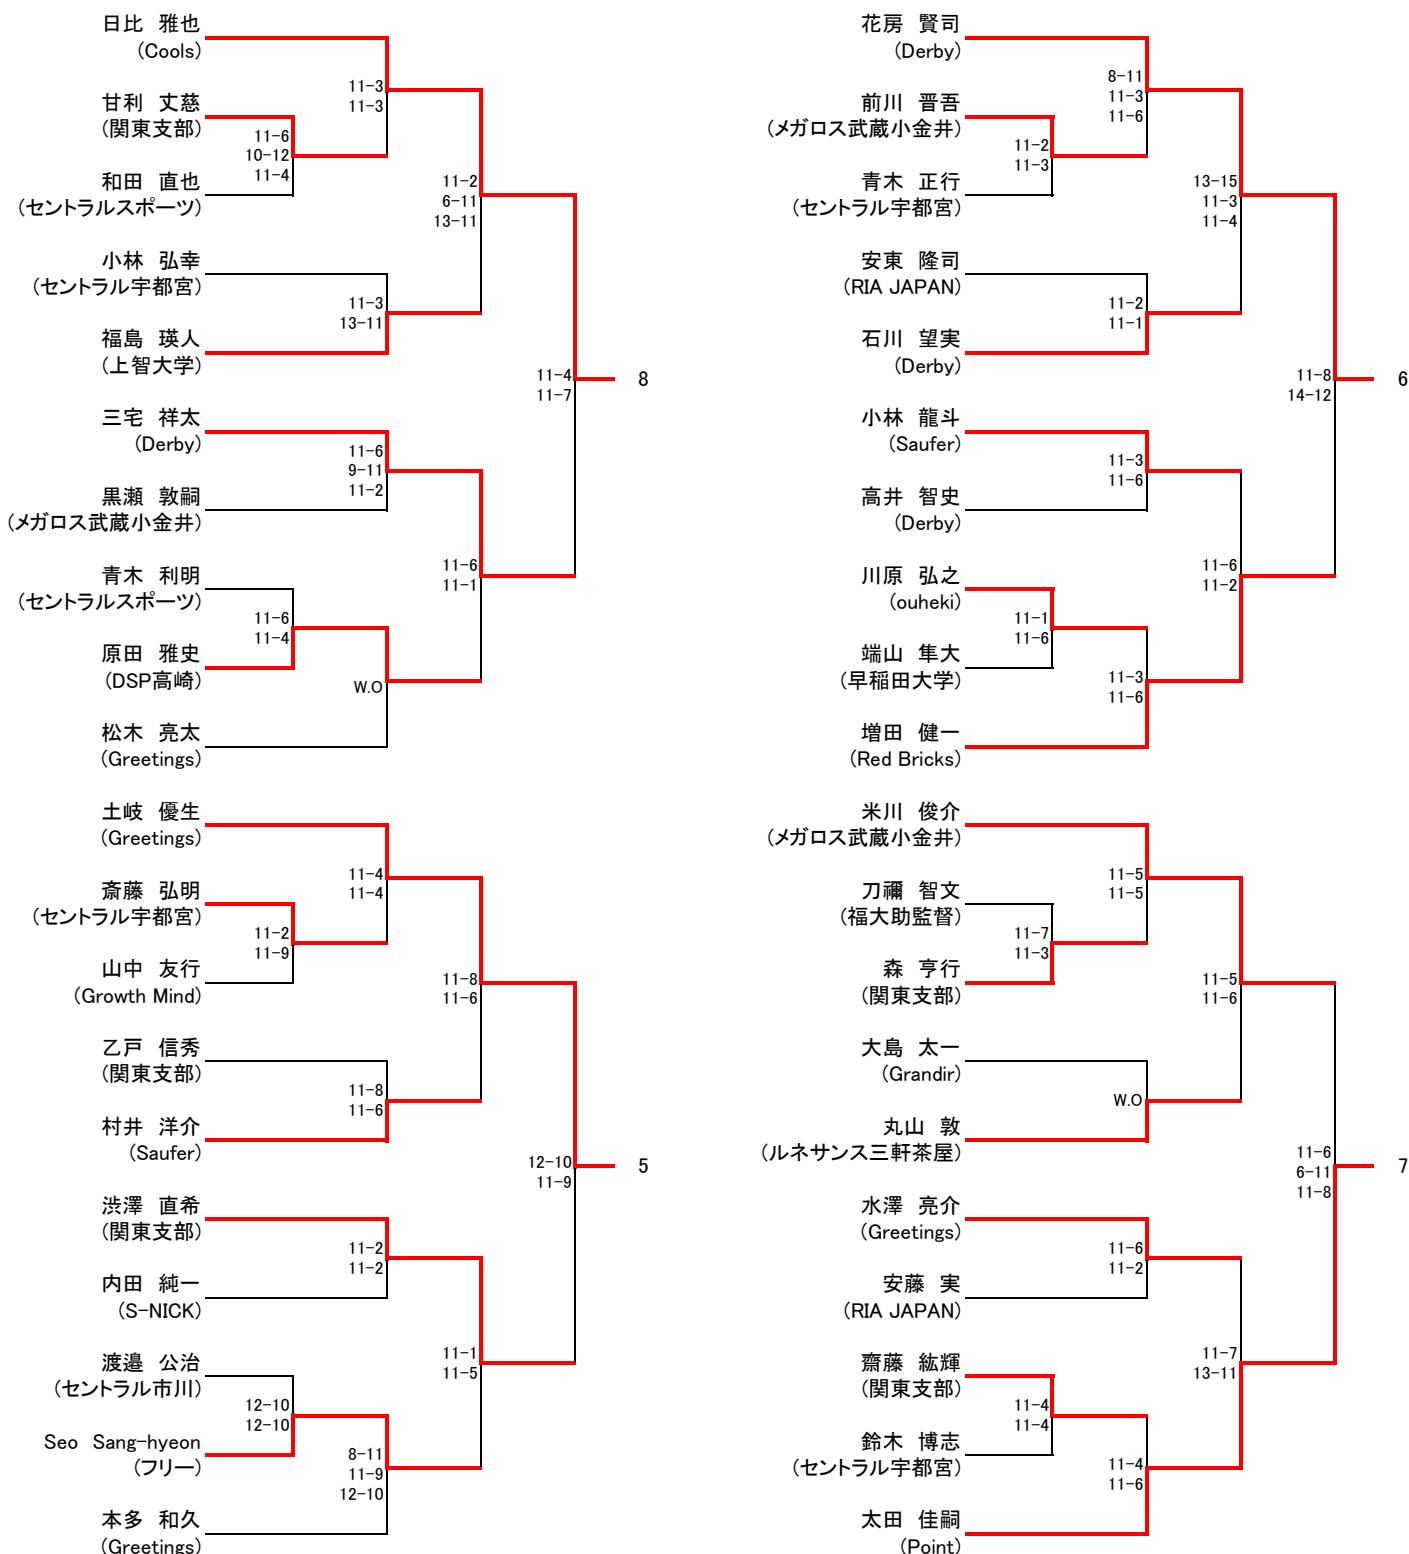 日比　雅也
(Cools)
11-3
11-3
甘利　丈慈
(関東支部)
11-6
10-12
11-4
和田　直也
(セントラルスポーツ)
11-2
6-11
13-11
小林　弘幸
(セントラル宇都宮)
11-3
13-11
福島　瑛人
(上智大学)
11-4
11-7
8
三宅　祥太
(Derby)
11-6
9-11
11-2
黒瀬　敦嗣
(メガロス武蔵小金井)
11-6
11-1
青木　利明
(セントラルスポーツ)
11-6
11-4
原田　雅史
(DSP高崎)
W.O
松木　亮太
(Greetings)
土岐　優生
(Greetings)
11-4
11-4
斎藤　弘明
(セントラル宇都宮)
11-2
11-9
山中　友行
(Growth Mind)
11-8
11-6
乙戸　信秀
(関東支部)
11-8
11-6
村井　洋介
(Saufer)
12-10
11-9
5
渋澤　直希
(関東支部)
11-2
11-2
内田　純一
(S-NICK)
11-1
11-5
渡邉　公治
(セントラル市川)
12-10
12-10
Seo　Sang-hyeon
(フリー)
8-11
11-9
12-10
本多　和久
(Greetings)
花房　賢司
(Derby)
8-11
11-3
11-6
前川　晋吾
(メガロス武蔵小金井)
11-2
11-3
青木　正行
(セントラル宇都宮)
13-15
11-3
11-4
安東　隆司
(RIA JAPAN)
11-2
11-1
石川　望実
(Derby)
11-8
14-12
6
小林　龍斗
(Saufer)
11-3
11-6
高井　智史
(Derby)
11-6
11-2
川原　弘之
(ouheki)
11-1
11-6
端山　隼大
(早稲田大学)
11-3
11-6
増田　健一
(Red Bricks)
米川　俊介
(メガロス武蔵小金井)
11-5
11-5
刀禰　智文
(福大助監督)
11-7
11-3
森　亨行
(関東支部)
11-5
11-6
大島　太一
(Grandir)
W.O
丸山　敦
(ルネサンス三軒茶屋)
11-6
6-11
11-8
7
水澤　亮介
(Greetings)
11-6
11-2
安藤　実
(RIA JAPAN)
11-7
13-11
齋藤　紘輝
(関東支部)
11-4
11-4
鈴木　博志
(セントラル宇都宮)
11-4
11-6
太田　佳嗣
(Point)